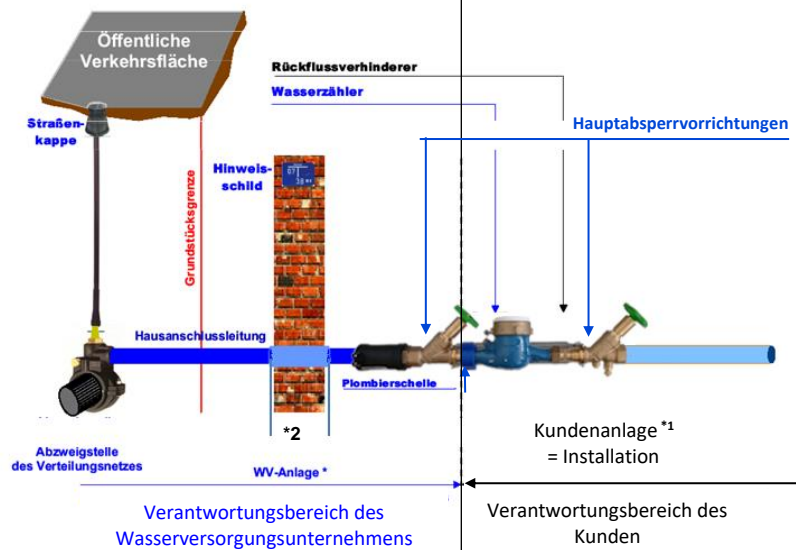 Öffentliche
Verkehrsfläche
Straßen-
kappe
Grundstücksgrenze
Rückflussverhinderer
Wasserzähler
Hauptabsperrvorrichtungen
Hinweis-
schild
Hausanschlussleitung
Plombierschelle
*2
Abzweigstelle
des Verteilungsnetzes
WV-Anlage *
Kundenanlage *1
= Installation
Verantwortungsbereich des
Wasserversorgungsunternehmens
Verantwortungsbereich des
Kunden